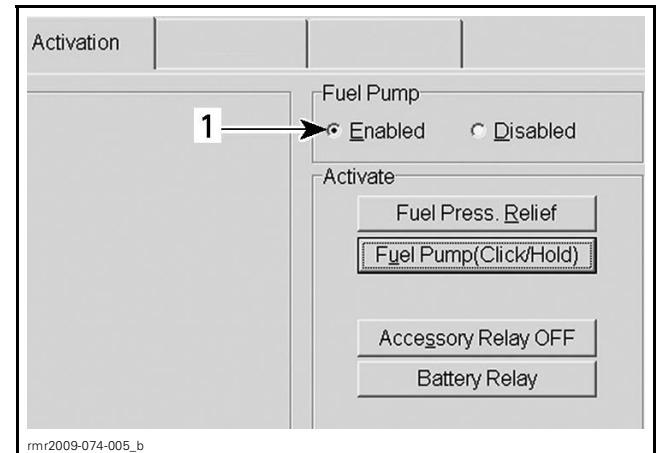 Activation
Fuel Pump
1
Enabled
Disabled
Activate
Fuel Press. Relief
Fuel Pump(Click/Hold)
Accessory Relay OFF
Battery Relay
rmr2009-074-005_b